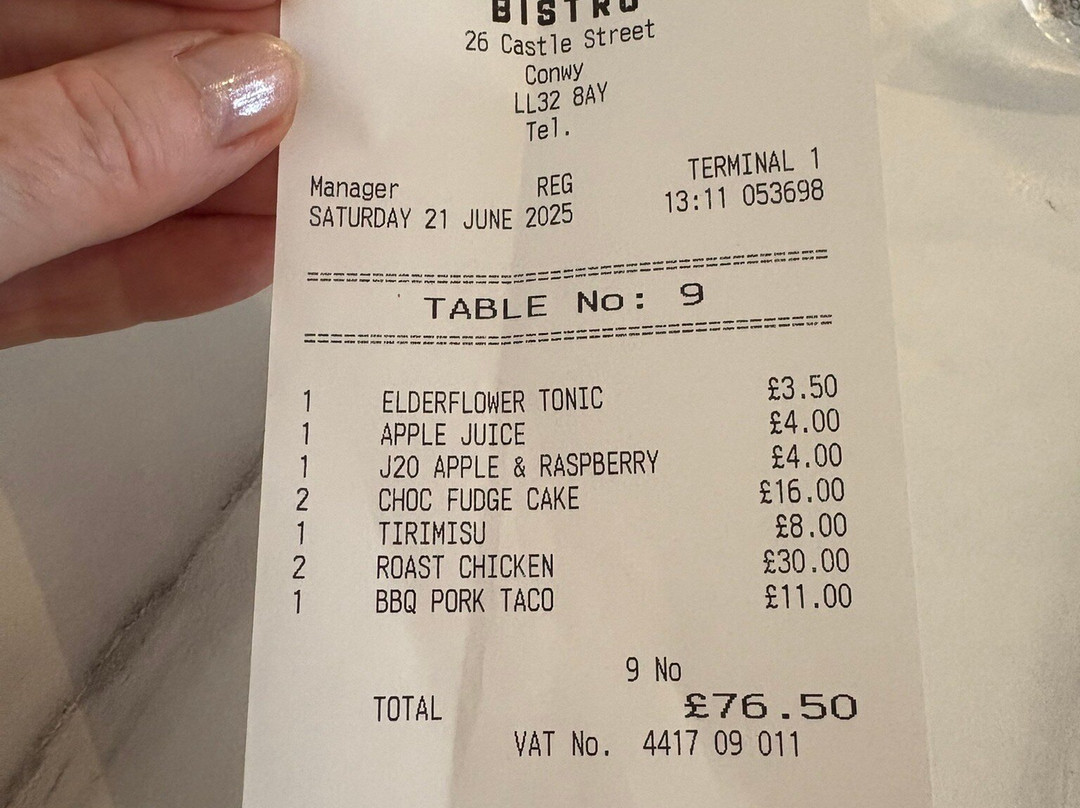 BISTRO
26 Castle Street
Conwy
LL32 8AY
Tel.
Manager REG TERMINAL 1
SATURDAY 21 JUNE 2025 13:11 053698
TABLE No: 9
1 ELDERFLOWER TONIC £3.50
1 APPLE JUICE £4.00
1 J20 APPLE & RASPBERRY £4.00
2 CHOC FUDGE CAKE £16.00
1 TIRIMISU £8.00
2 ROAST CHICKEN £30.00
1 BBQ PORK TACO £11.00
9 No
TOTAL £76.50
VAT No. 4417 09 011